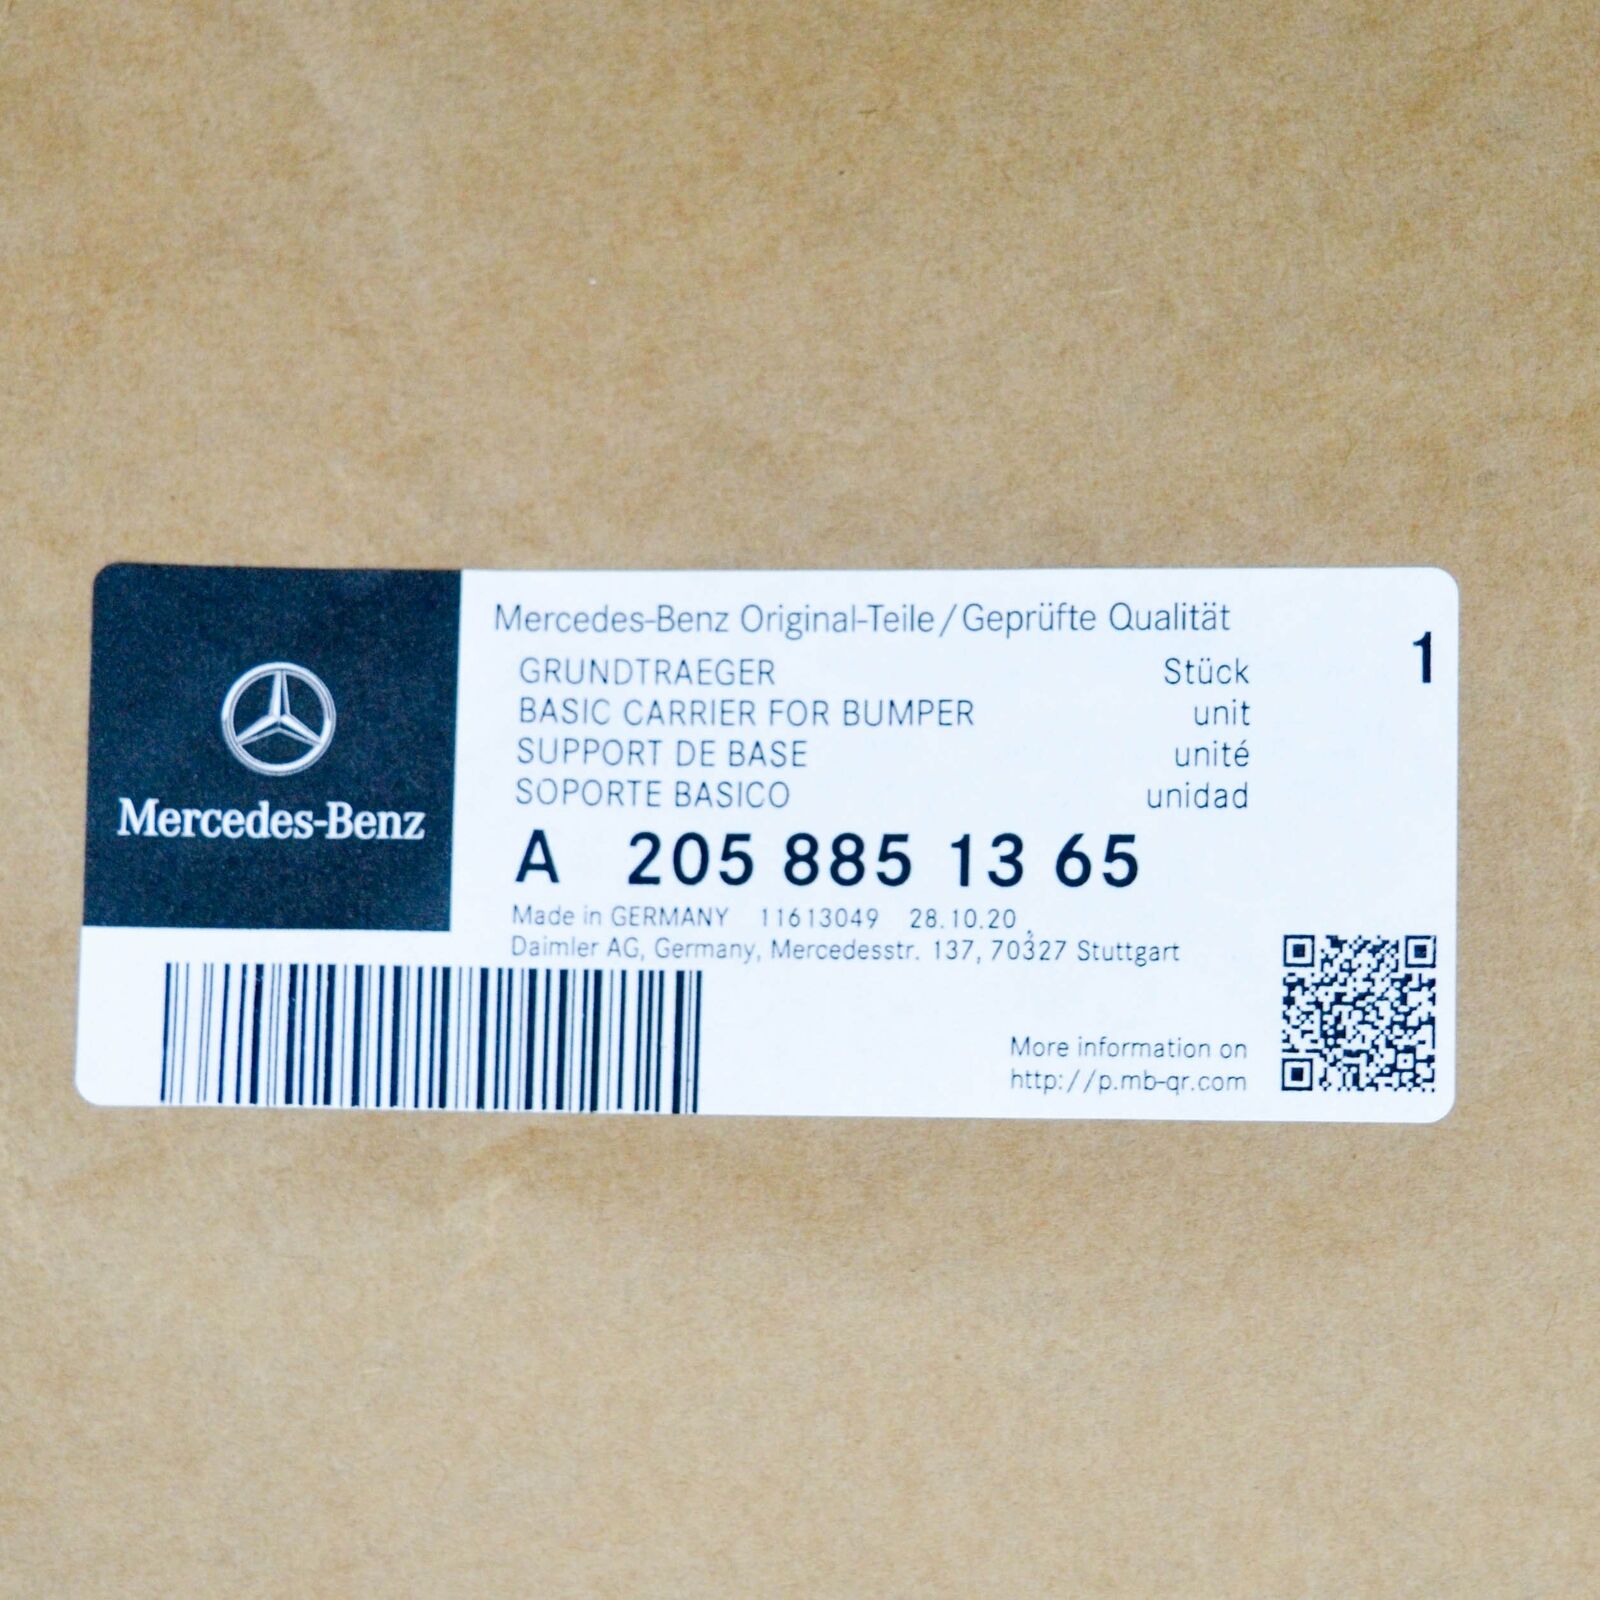 Mercedes-Benz
Mercedes-Benz Original-Teile/Geprüfte Qualität
GRUNDTRAEGER Stück 1
BASIC CARRIER FOR BUMPER unit
SUPPORT DE BASE unité
SOPORTE BASICO unidad
A 205 885 13 65
Made in GERMANY 11613049 28.10.20
Daimler AG, Germany, Mercedesstr. 137, 70327 Stuttgart
More information on
http://p.mb-qr.com